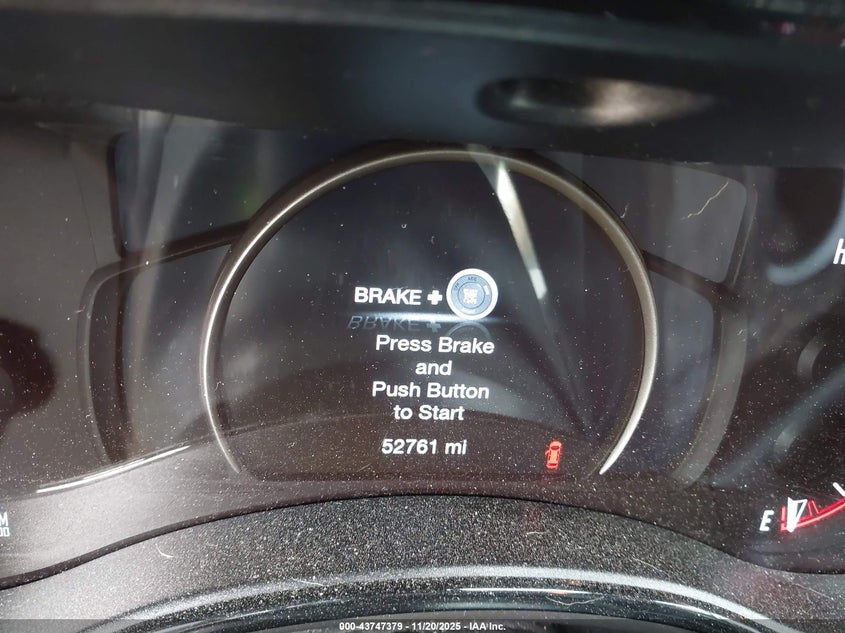 H
BRAKE +
Press Brake
and
Push Button
to Start
52761 mi
E
000-43747379 | 11/20/2025 - IAA Inc.